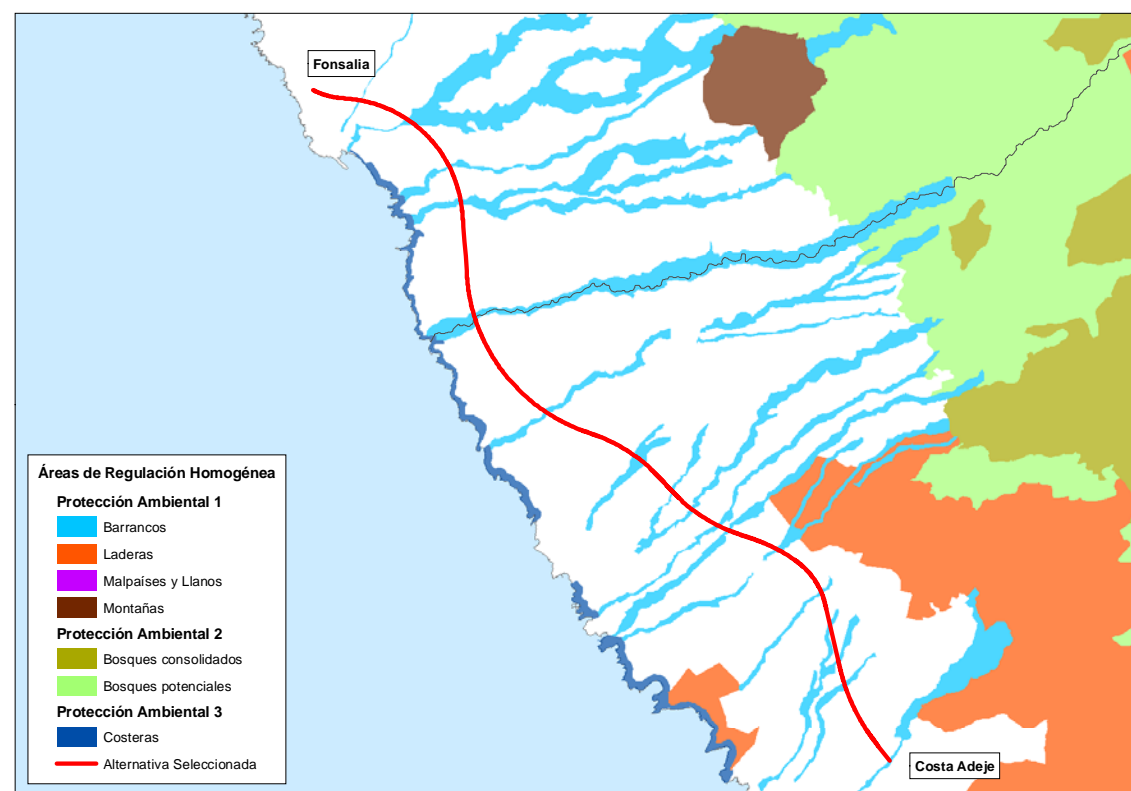 Fonsalia
Áreas de Regulación Homogénea
Protección Ambiental 1
Barrancos
Laderas
Malpaíses y Llanos
Montañas
Protección Ambiental 2
Bosques consolidados
Bosques potenciales
Protección Ambiental 3
Costeras
Alternativa Seleccionada
Costa Adeje